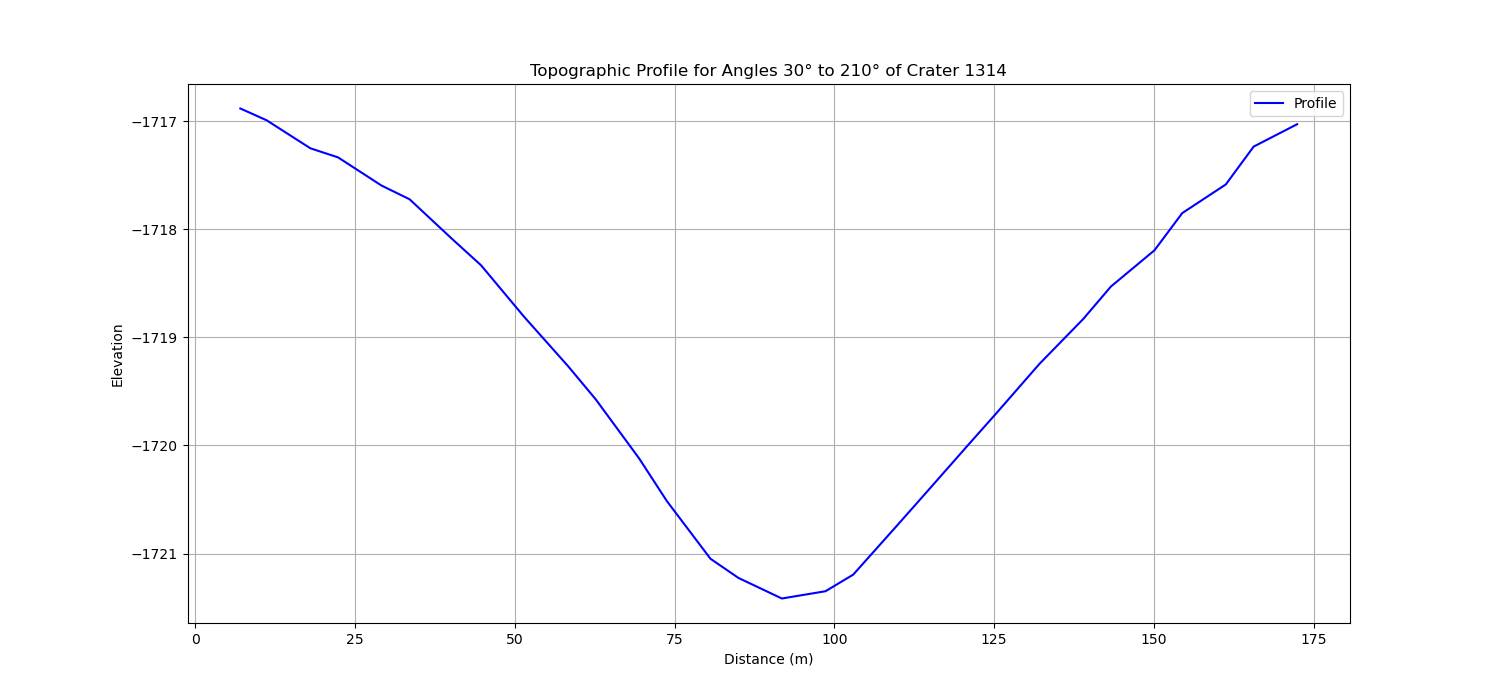 Topographic Profile for Angles 30° to 210° of Crater 1314
Profile
−1717
−1718
−1719
−1720
−1721
Elevation
0 25 50 75 100 125 150 175
Distance (m)